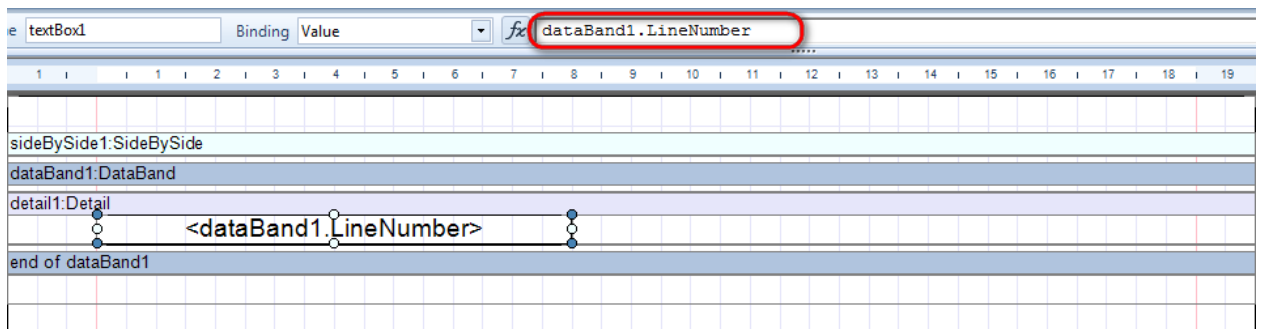 e textBox1 Binding Value fx dataBand1.LineNumber
1 1 2 3 4 5 6 7 8 9 10 11 12 13 14 15 16 17 18 19
sideBySide1:SideBySide
dataBand1:DataBand
detail1:Detail
<dataBand1.LineNumber>
end of dataBand1